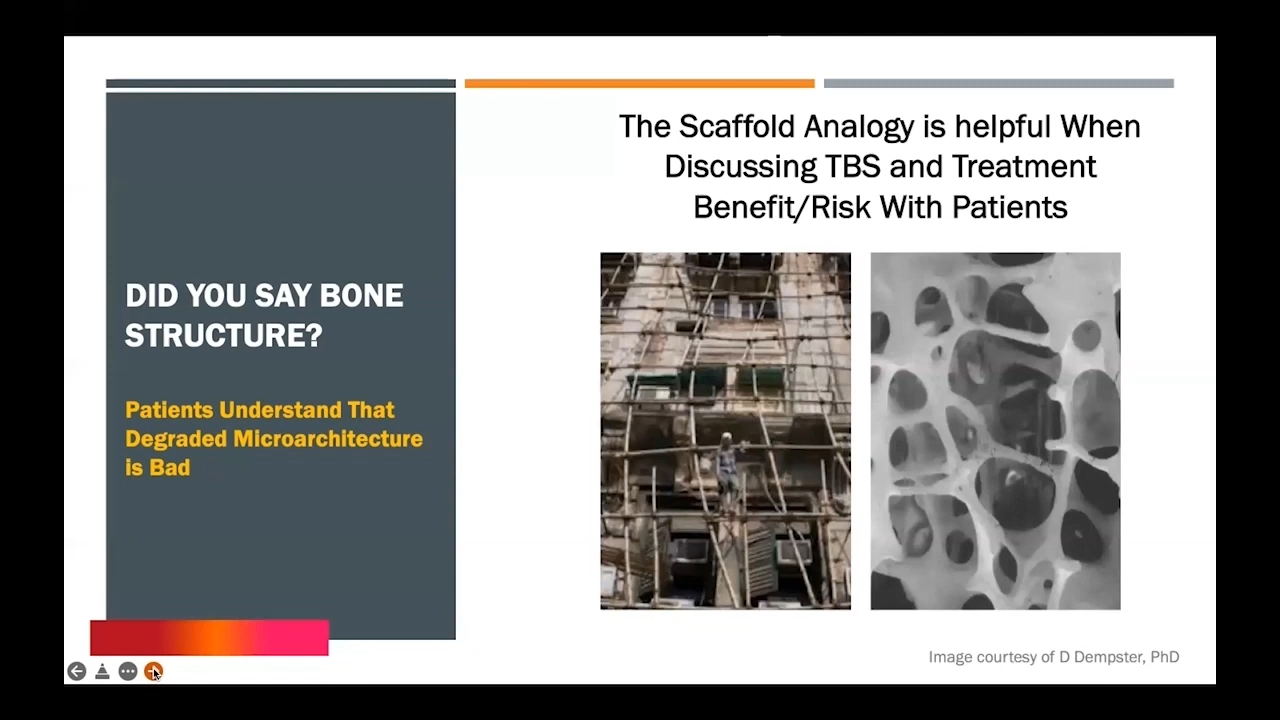 DID YOU SAY BONE
STRUCTURE?
Patients Understand That
Degraded Microarchitecture
is Bad
The Scaffold Analogy is helpful When
Discussing TBS and Treatment
Benefit/Risk With Patients
Image courtesy of D Dempster, PhD